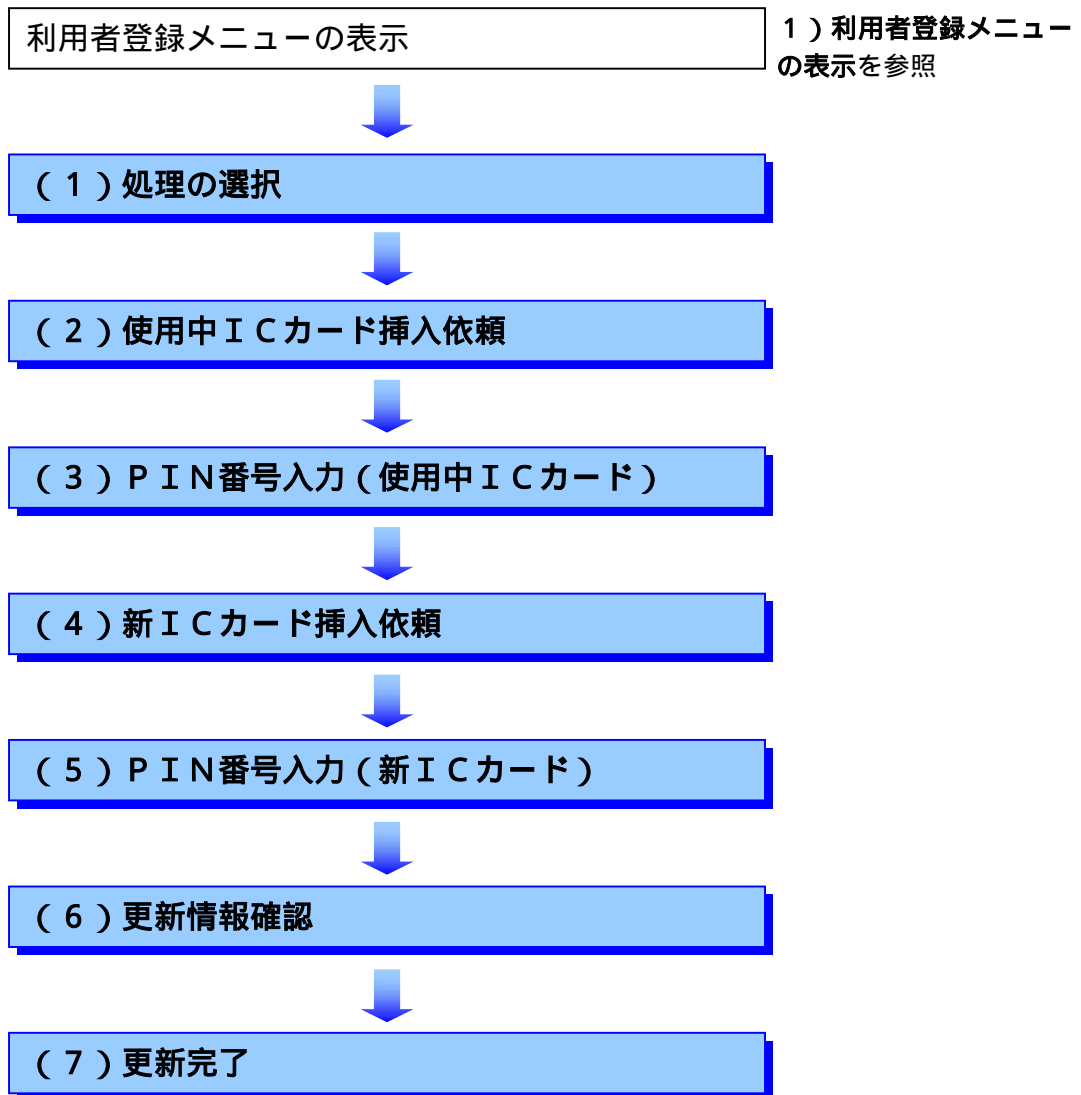 利用者登録メニューの表示
１）利用者登録メニュー
の表示を参照
（１）処理の選択
（２）使用中ＩＣカード挿入依頼
（３）ＰＩＮ番号入力（使用中ＩＣカード）
（４）新ＩＣカード挿入依頼
（５）ＰＩＮ番号入力（新ＩＣカード）
（６）更新情報確認
（７）更新完了